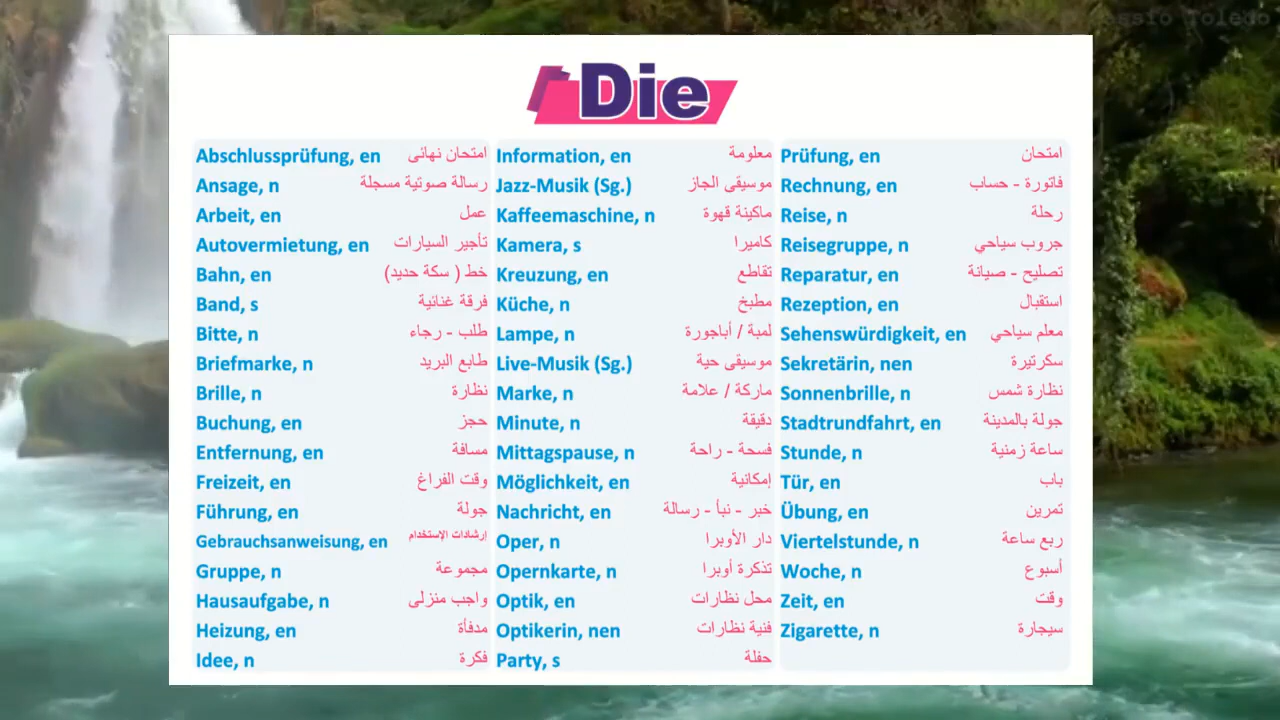 Die
Abschlussprüfung, en امتحان نهائى
Ansage, n رسالة صوتية مسجلة
Arbeit, en عمل
Autovermietung, en تأجير السيارات
Bahn, en خط ( سكة حديد)
Band, s فرقة غنائية
Bitte, n طلب - رجاء
Briefmarke, n طابع البريد
Brille, n نظارة
Buchung, en حجز
Entfernung, en مسافة
Freizeit, en وقت الفراغ
Führung, en جولة
Gebrauchsanweisung, en إرشادات الإستخدام
Gruppe, n مجموعة
Hausaufgabe, n واجب منزلى
Heizung, en مدفأة
Idee, n فكرة
Information, en معلومة
Jazz-Musik (Sg.) موسيقى الجاز
Kaffeemaschine, n ماكينة قهوة
Kamera, s كاميرا
Kreuzung, en تقاطع
Küche, n مطبخ
Lampe, n لمبة / أباجورة
Live-Musik (Sg.) موسيقى حية
Marke, n ماركة / علامة
Minute, n دقيقة
Mittagspause, n فسحة - راحة
Möglichkeit, en إمكانية
Nachricht, en خبر - نبأ - رسالة
Oper, n دار الأوبرا
Opernkarte, n تذكرة أوبرا
Optik, en محل نظارات
Optikerin, nen فنية نظارات
Party, s حفلة
Prüfung, en امتحان
Rechnung, en فاتورة - حساب
Reise, n رحلة
Reisegruppe, n جروب سياحي
Reparatur, en تصليح - صيانة
Rezeption, en استقبال
Sehenswürdigkeit, en معلم سياحي
Sekretärin, nen سكرتيرة
Sonnenbrille, n نظارة شمس
Stadtrundfahrt, en جولة بالمدينة
Stunde, n ساعة زمنية
Tür, en باب
Übung, en تمرين
Viertelstunde, n ربع ساعة
Woche, n أسبوع
Zeit, en وقت
Zigarette, n سيجارة